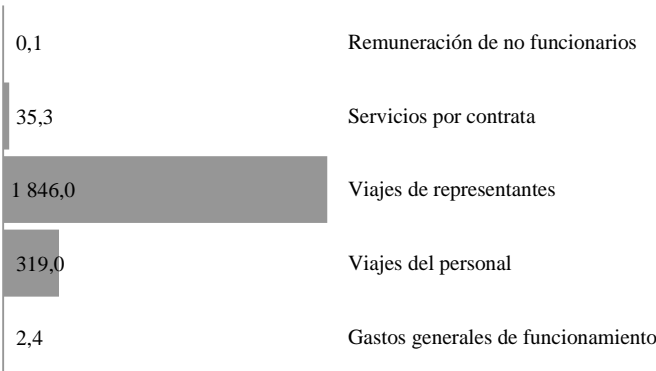 0,1 Remuneración de no funcionarios
35,3 Servicios por contrata
1 846,0 Viajes de representantes
319,0 Viajes del personal
2,4 Gastos generales de funcionamiento